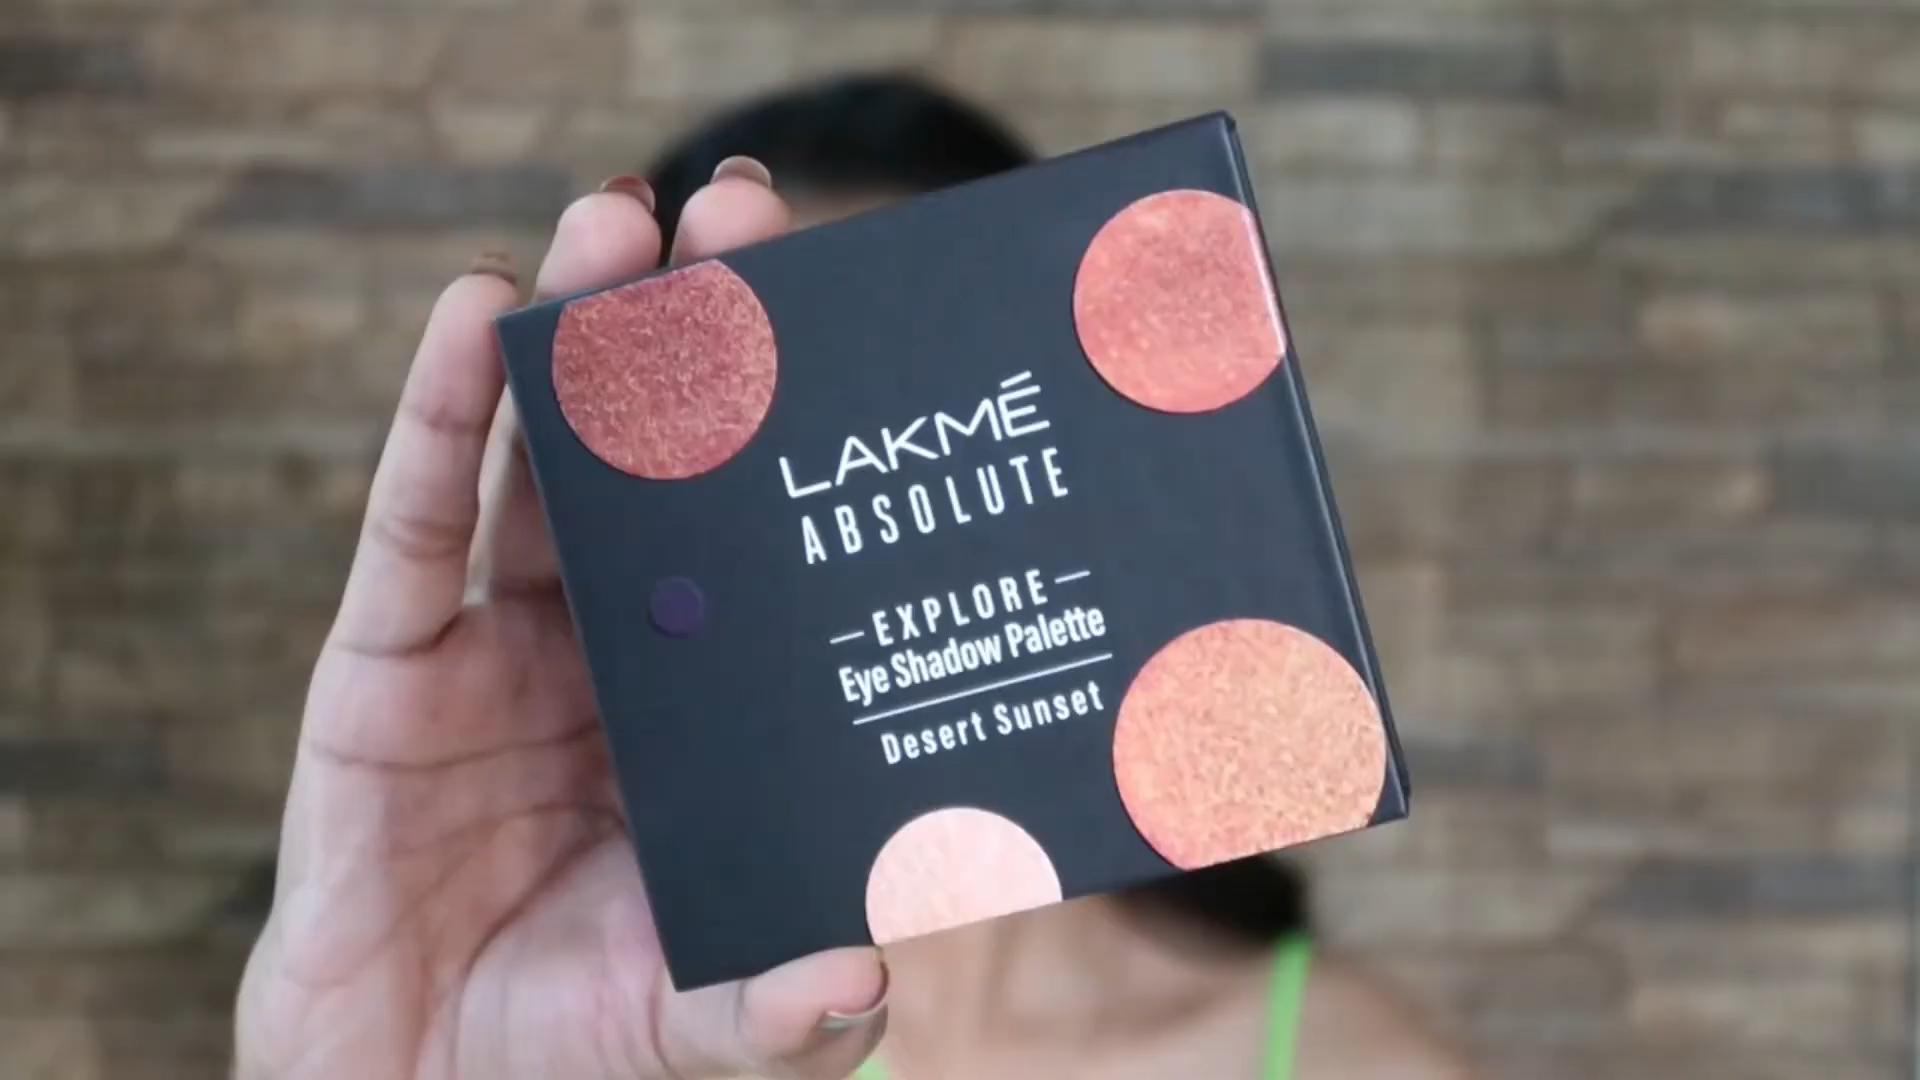 LAKMÉ
ABSOLUTE
—EXPLORE—
Eye Shadow Palette
Desert Sunset